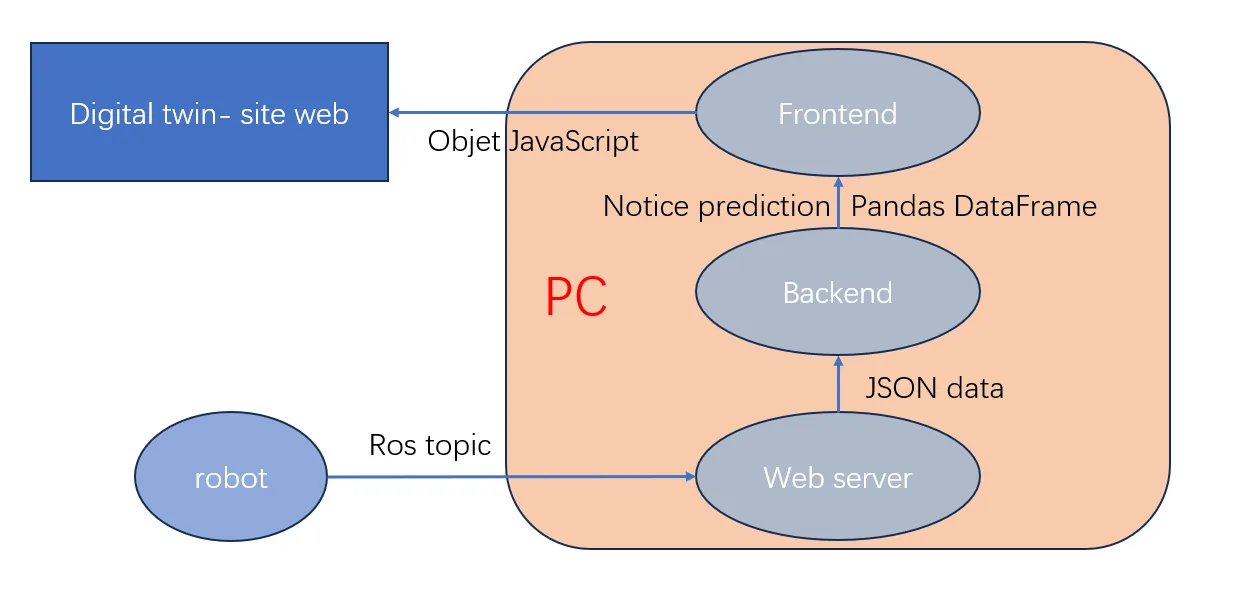 Digital twin- site web
Frontend
Objet JavaScript
Notice prediction
Pandas DataFrame
PC
Backend
JSON data
Ros topic
robot
Web server